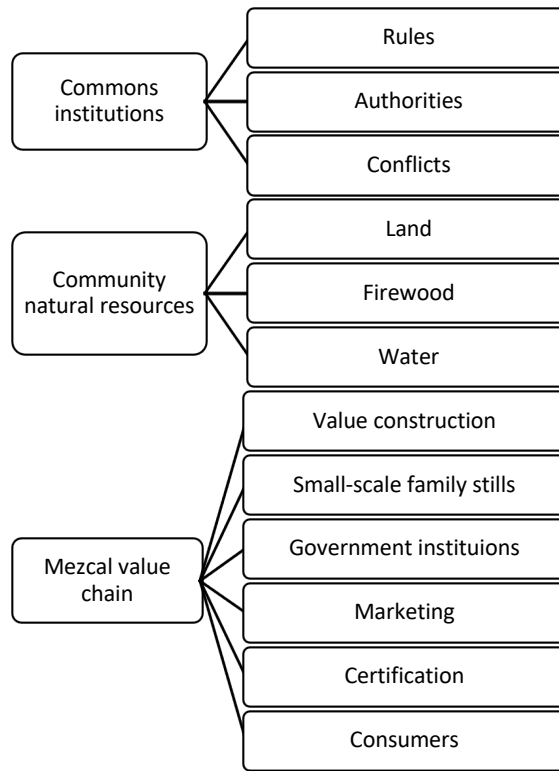 Commons
institutions
Rules
Authorities
Conflicts
Community
natural resources
Land
Firewood
Water
Mezcal value
chain
Value construction
Small-scale family stills
Government instituions
Marketing
Certification
Consumers